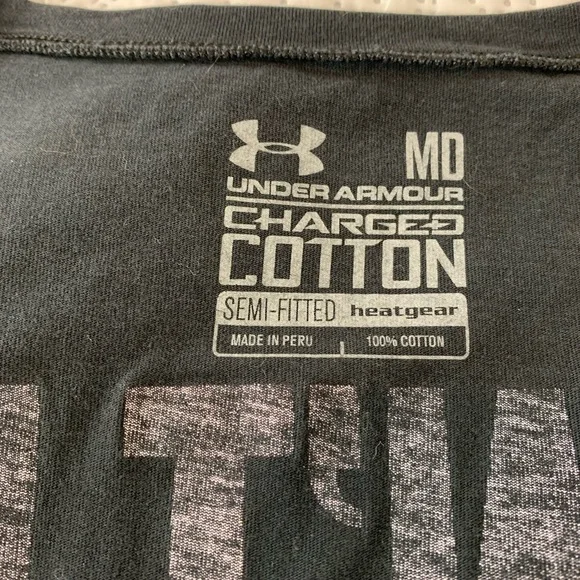 MD
UNDER ARMOUR
CHARGED
COTTON
SEMI-FITTED heatgear
MADE IN PERU 100% COTTON